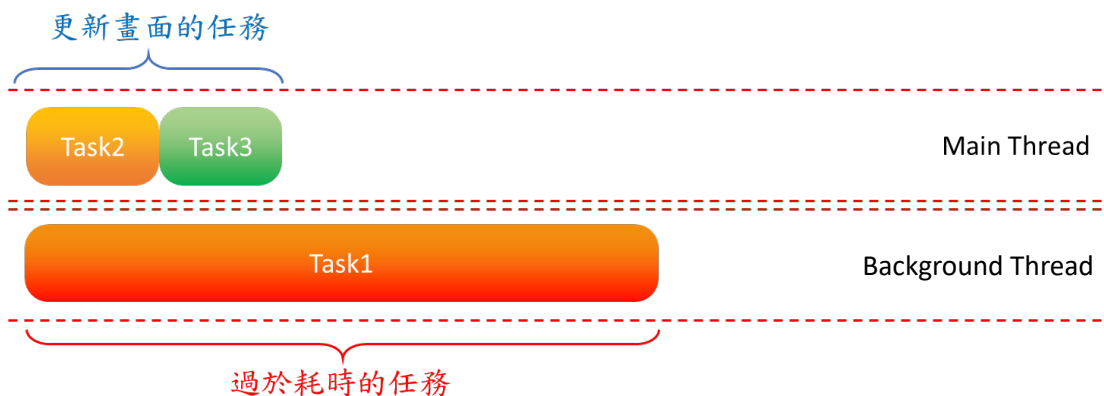 更新畫面的任務
Task2
Task3
Main Thread
Task1
Background Thread
過於耗時的任務